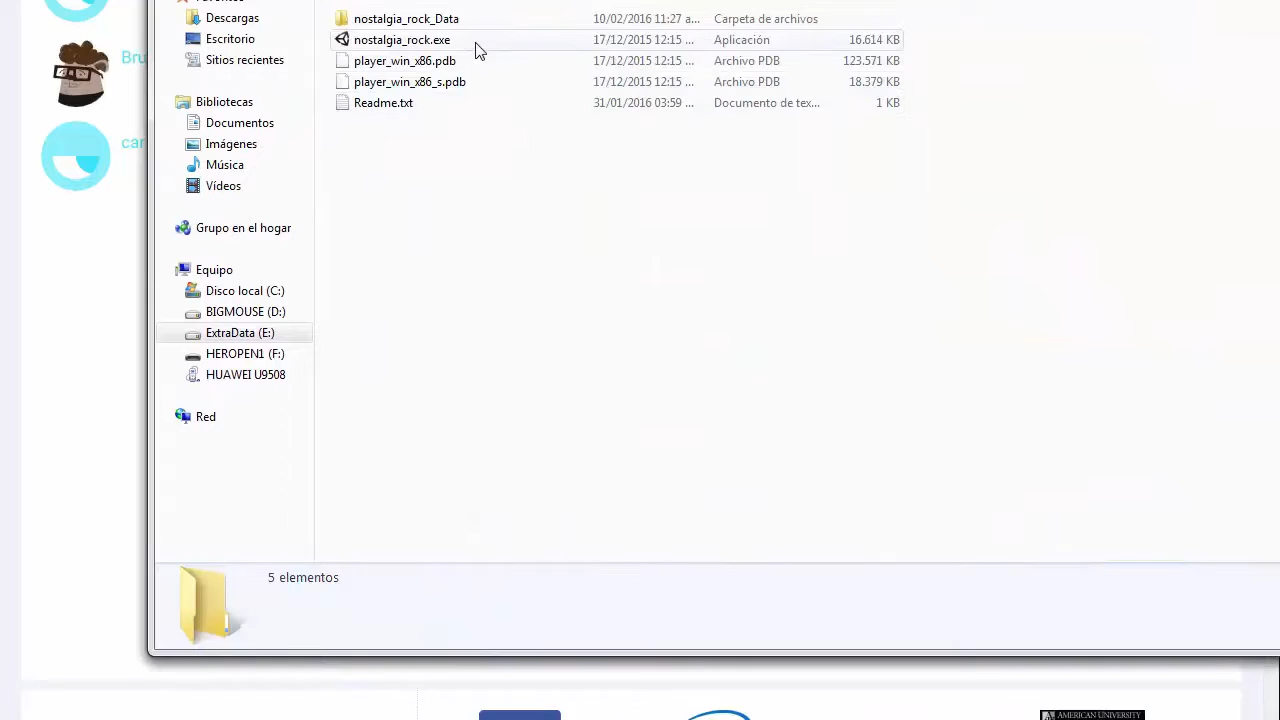 Descargas
Escritorio
Sitios recientes
Bibliotecas
Documentos
Imágenes
Música
Vídeos
Grupo en el hogar
Equipo
Disco local (C:)
BIGMOUSE (D:)
ExtraData (E:)
HEROPEN1 (F:)
HUAWEI U9508
Red
nostalgia_rock_Data 10/02/2016 11:27 a... Carpeta de archivos
nostalgia_rock.exe 17/12/2015 12:15 ... Aplicación 16.614 KB
player_win_x86.pdb 17/12/2015 12:15 ... Archivo PDB 123.571 KB
player_win_x86_s.pdb 17/12/2015 12:15 ... Archivo PDB 18.379 KB
Readme.txt 31/01/2016 03:59 ... Documento de tex... 1 KB
Bru
car
5 elementos
AMERICAN UNIVERSITY